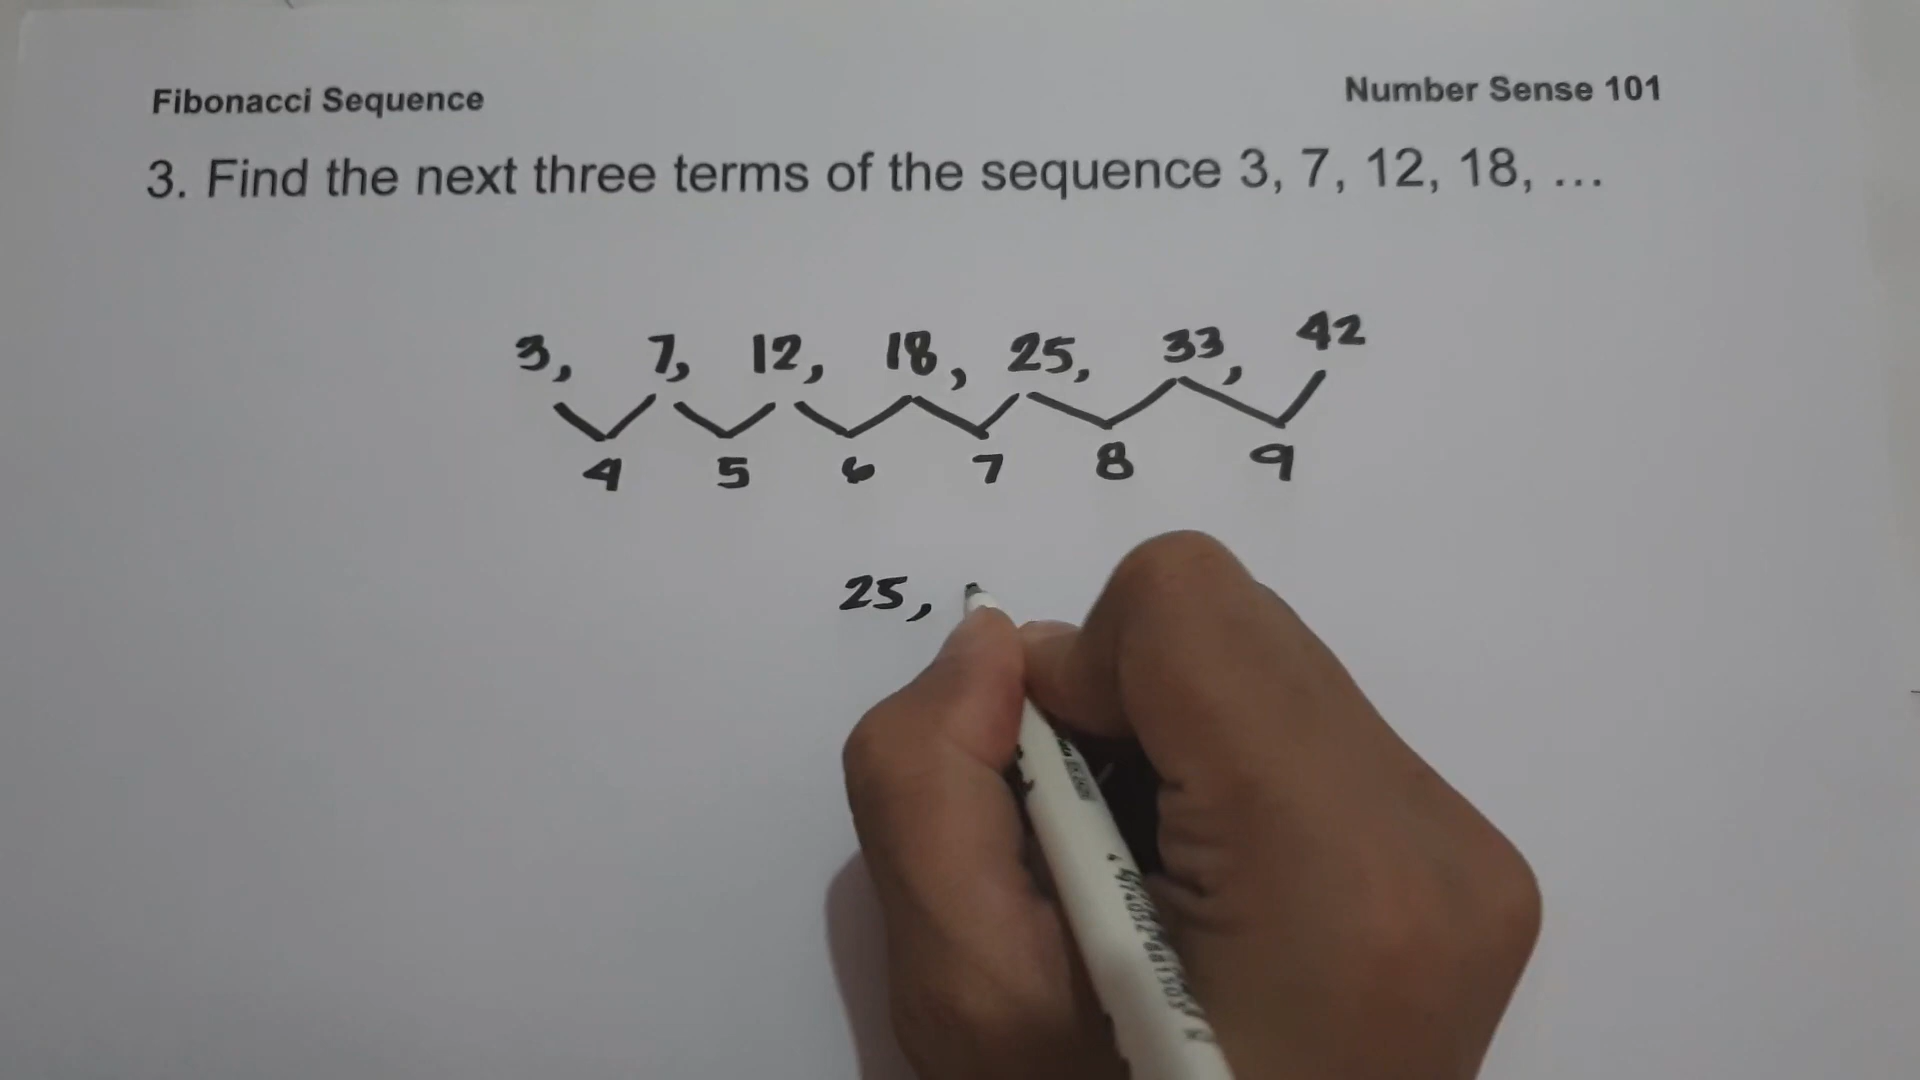 Fibonacci Sequence
Number Sense 101
3. Find the next three terms of the sequence 3, 7, 12, 18, …
3, 7, 12, 18, 25, 33, 42
4 5 6 7 8 9
25,